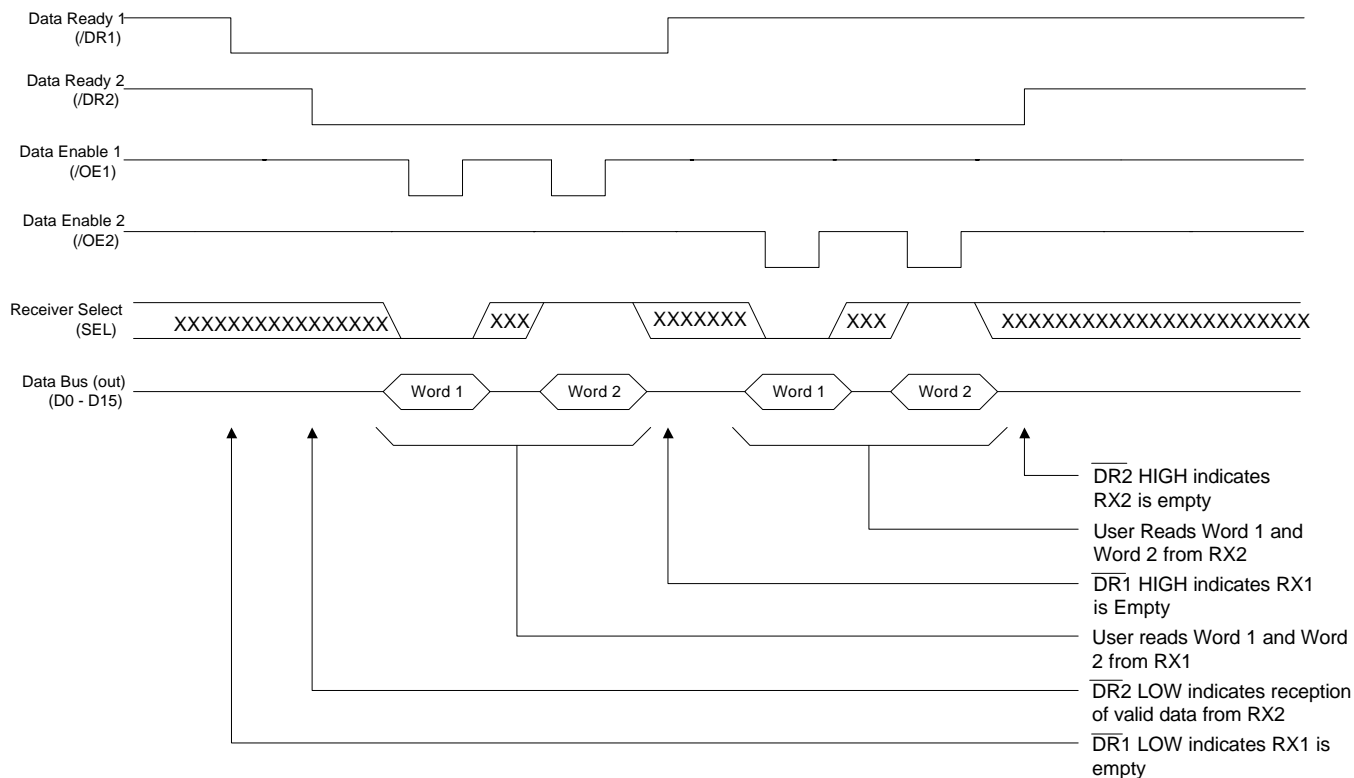 Data Ready 1
(/DR1)
Data Ready 2
(/DR2)
Data Enable 1
(/OE1)
Data Enable 2
(/OE2)
Receiver Select
(SEL)
XXXXXXXXXXXXXXXX
XXX
XXXXXXX
XXX
XXXXXXXXXXXXXXXXXXXXXXX
Data Bus (out)
(D0 - D15)
Word 1
Word 2
Word 1
Word 2
DR2 HIGH indicates
RX2 is empty
User Reads Word 1 and
Word 2 from RX2
DR1 HIGH indicates RX1
is Empty
User reads Word 1 and Word
2 from RX1
DR2 LOW indicates reception
of valid data from RX2
DR1 LOW indicates RX1 is
empty